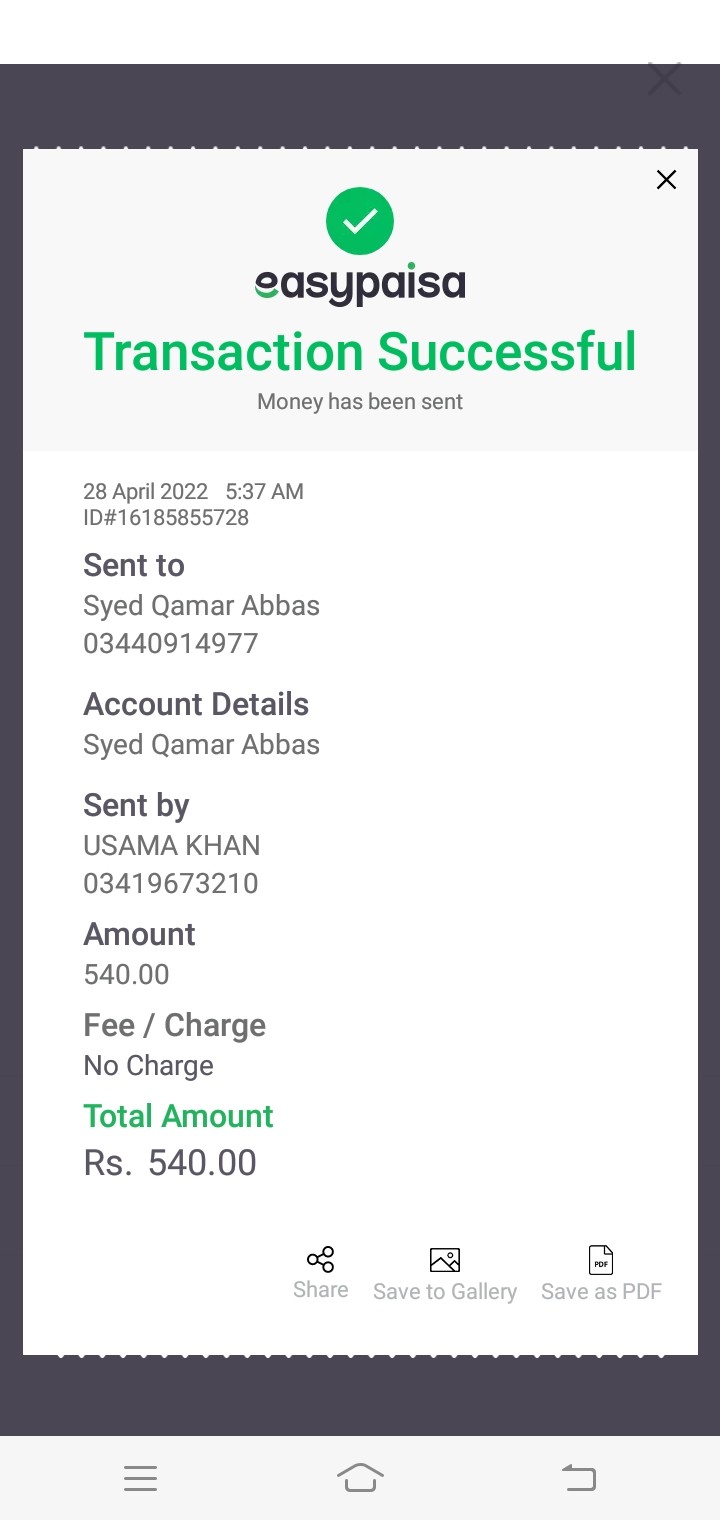 easypaisa
Transaction Successful
Money has been sent
28 April 2022 5:37 AM
ID#16185855728
Sent to
Syed Qamar Abbas
03440914977
Account Details
Syed Qamar Abbas
Sent by
USAMA KHAN
03419673210
Amount
540.00
Fee / Charge
No Charge
Total Amount
Rs. 540.00
PDF
Share Save to Gallery Save as PDF